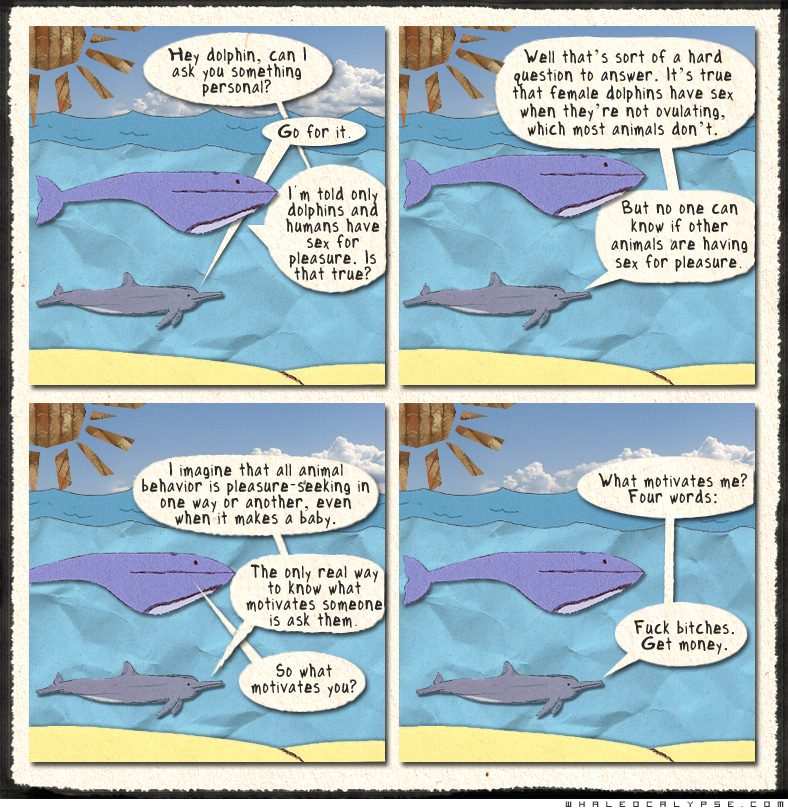 Hey dolphin, can I
ask you something
personal?
Go for it.
I'm told only
dolphins and
humans have
sex for
pleasure. Is
that true?
Well that's sort of a hard
question to answer. It's true
that female dolphins have sex
when they're not ovulating,
which most animals don't.
But no one can
know if other
animals are having
sex for pleasure.
I imagine that all animal
behavior is pleasure-seeking in
one way or another, even
when it makes a baby.
The only real way
to know what
motivates someone
is ask them.
So what
motivates you?
What motivates me?
Four words:
Fuck bitches.
Get money.
WHALEOCALYPSE.COM